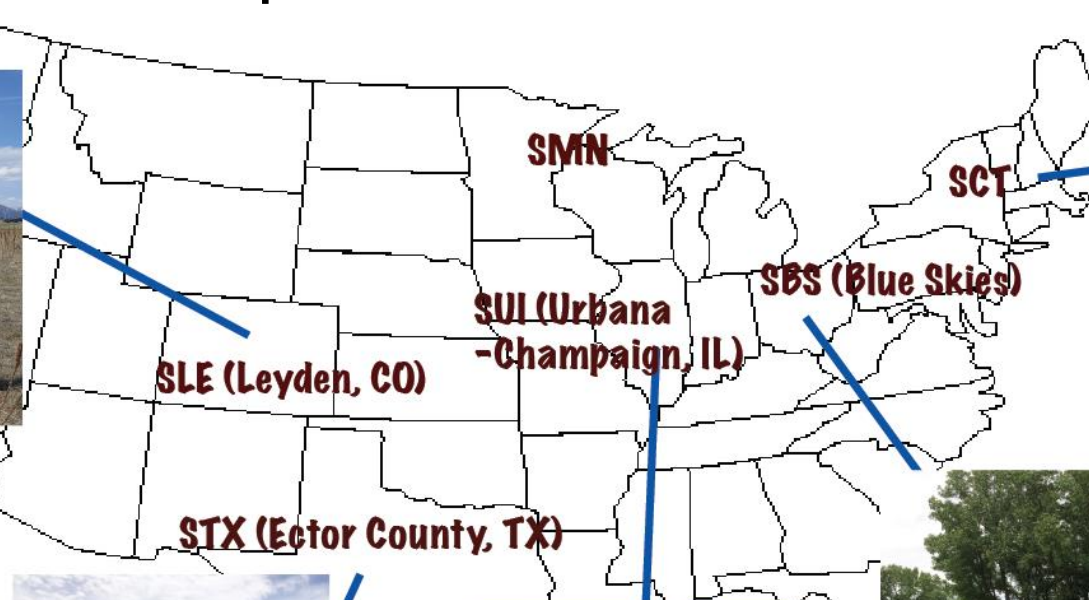 SMN
SCT
SBS (Blue Skies)
SUI (Urbana
-Champaign, IL)
SLE (Leyden, CO)
STX (Ector County, TX)